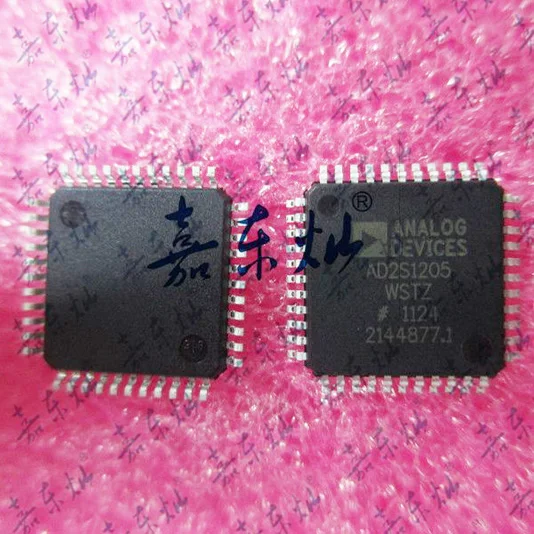 嘉东灿®
ANALOG
DEVICES
AD2S1205
WSTZ
# 1124
2144877.1